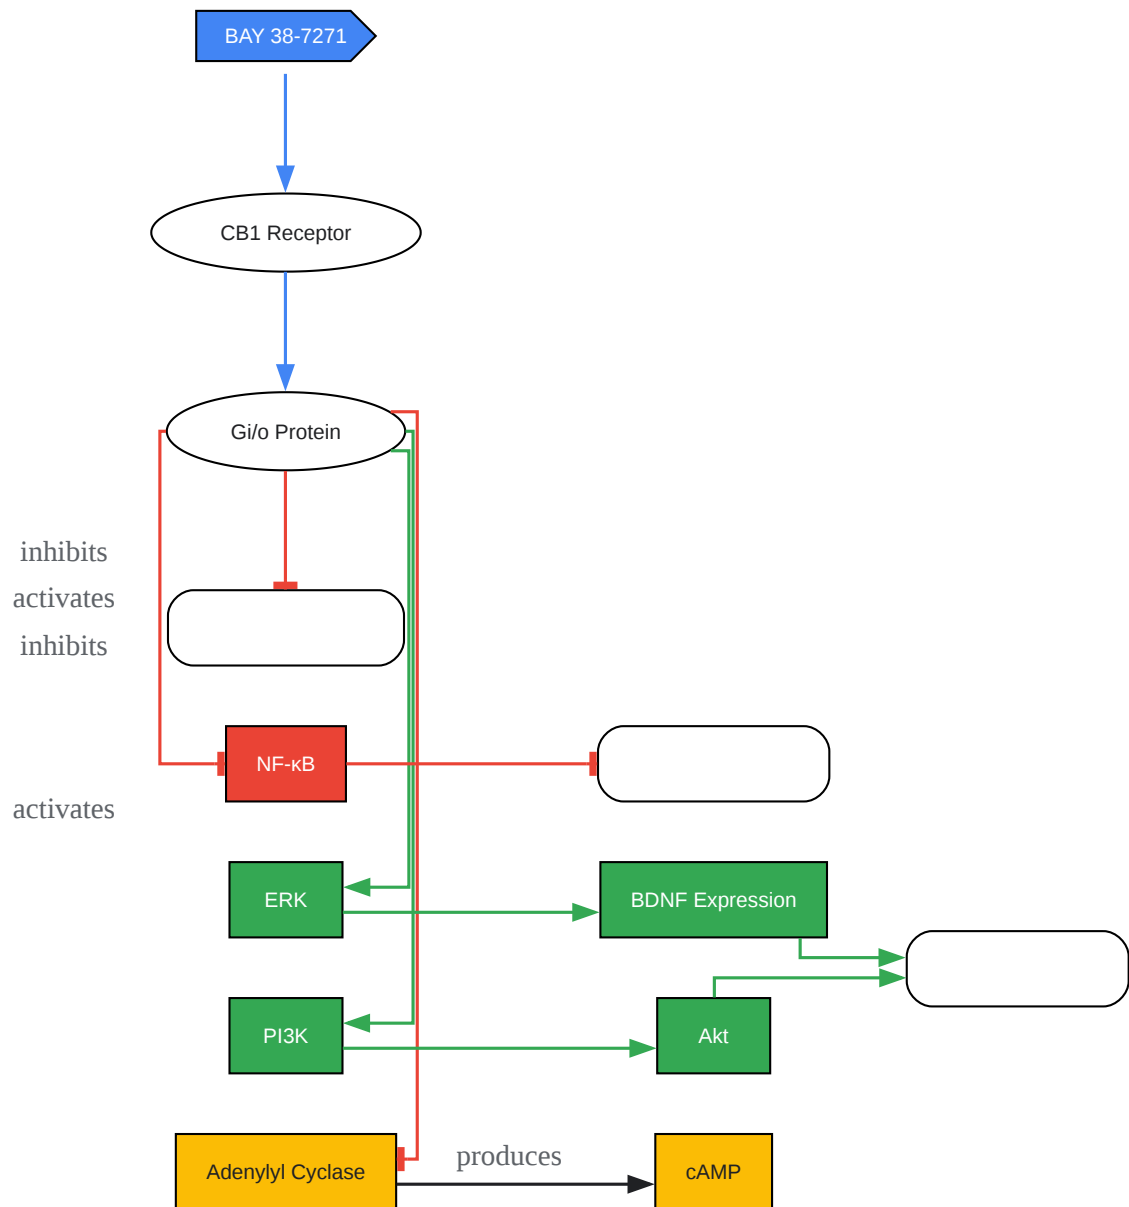 BAY 38-7271
CB1 Receptor
Gi/o Protein
inhibits
activates
inhibits
NF-κB
activates
ERK
BDNF Expression
PI3K
Akt
Adenylyl Cyclase
produces
cAMP